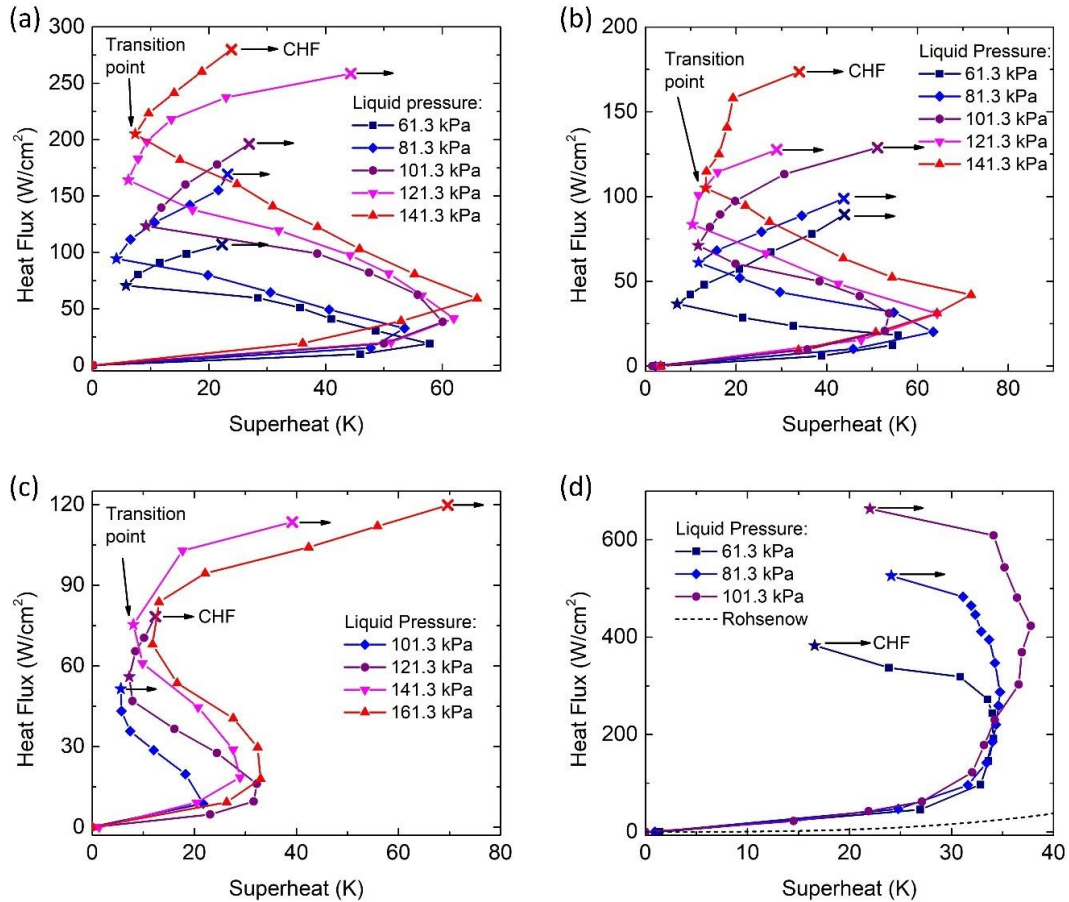 (a)
300
250
200
150
100
50
0
Heat Flux (W/cm²)
0 20 40 60
Superheat (K)
Transition
point
CHF
Liquid pressure:
61.3 kPa
81.3 kPa
101.3 kPa
121.3 kPa
141.3 kPa
(b)
200
150
100
50
0
Heat Flux (W/cm²)
0 20 40 60 80
Superheat (K)
Transition
point
CHF
Liquid Pressure:
61.3 kPa
81.3 kPa
101.3 kPa
121.3 kPa
141.3 kPa
(c)
120
90
60
30
0
Heat Flux (W/cm²)
0 20 40 60 80
Superheat (K)
Transition
point
CHF
Liquid Pressure:
101.3 kPa
121.3 kPa
141.3 kPa
161.3 kPa
(d)
600
400
200
0
Heat Flux (W/cm²)
0 10 20 30 40
Superheat (K)
Liquid Pressure:
61.3 kPa
81.3 kPa
101.3 kPa
Rohsenow
CHF